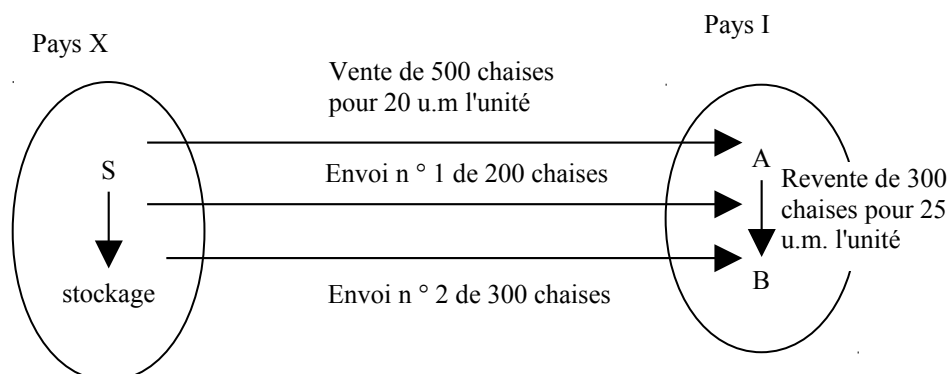 Pays X
Pays I
Vente de 500 chaises
pour 20 u.m l'unité
S
A
Envoi n ° 1 de 200 chaises
Revente de 300
chaises pour 25
u.m. l'unité
stockage
B
Envoi n ° 2 de 300 chaises